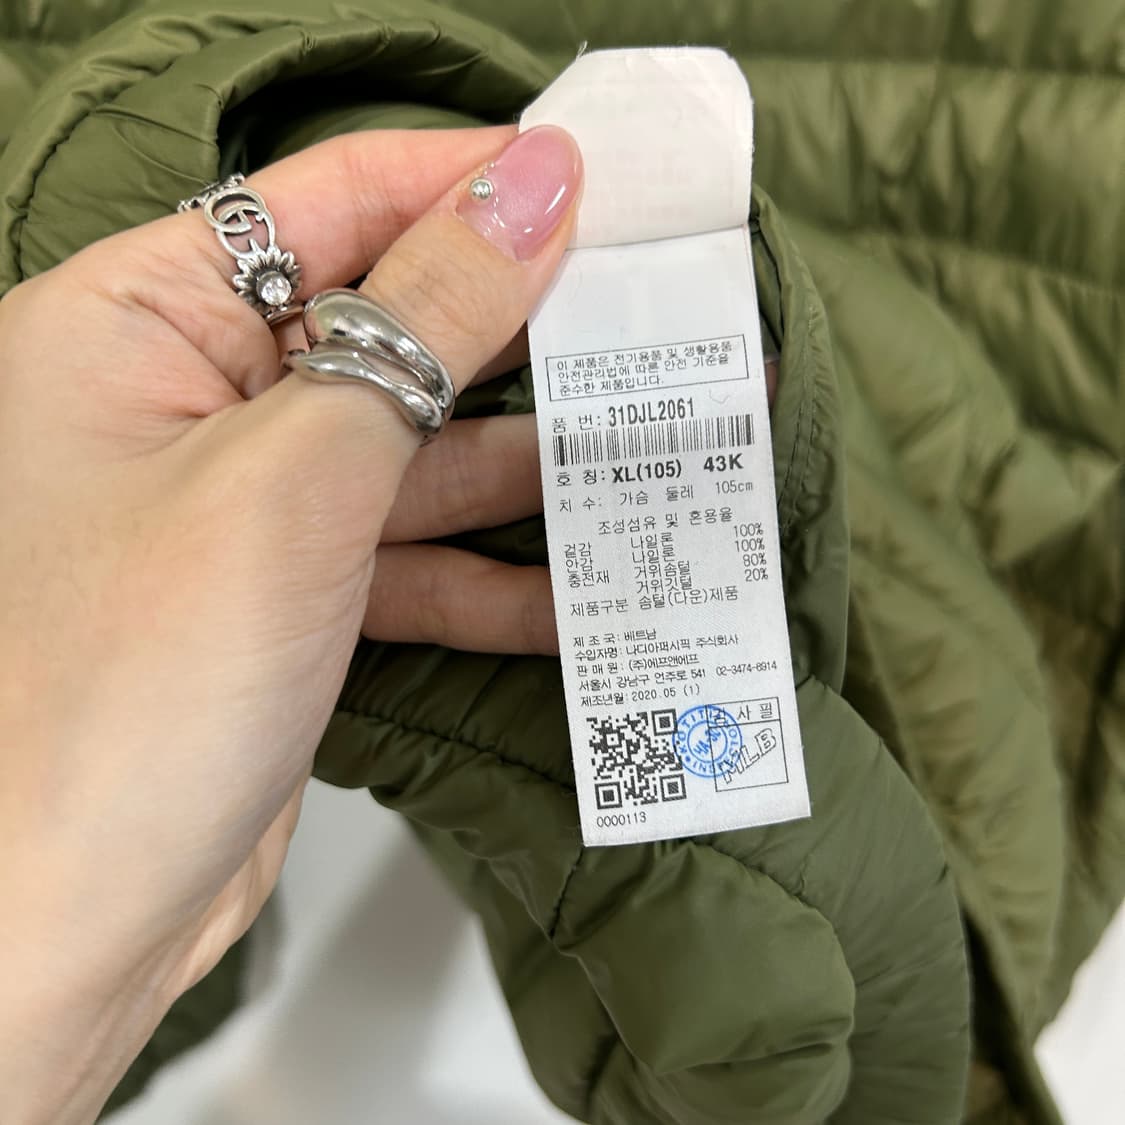 이 제품은 전기용품 및 생활용품
안전관리법에 따른 안전 기준을
준수한 제품입니다.
품 번: 31DJL2061
호 칭: XL(105) 43K
치 수: 가슴 둘레 105cm
조성섬유 및 혼용율
겉감 나일론 100%
안감 나일론 100%
충전재 거위솜털 80%
거위깃털 20%
제품구분 솜털(다운)제품
제 조 국: 베트남
수입자명: 나디아퍼시픽 주식회사
판 매 원: (주)에프앤에프
서울시 강남구 언주로 541 02-3474-8914
제조년월: 2020.05 (1)
검 사 필
MLB
0000113